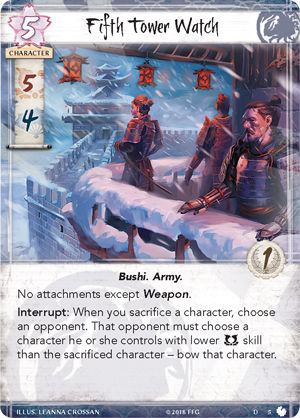 5
Fifth Tower Watch
CHARACTER
5
4
1
Bushi. Army.
No attachments except Weapon.
Interrupt: When you sacrifice a character, choose
an opponent. That opponent must choose a
character he or she controls with lower skill
than the sacrificed character – bow that character.
ILLUS. LEANNA CROSSAN
©2018 FFG
D
5